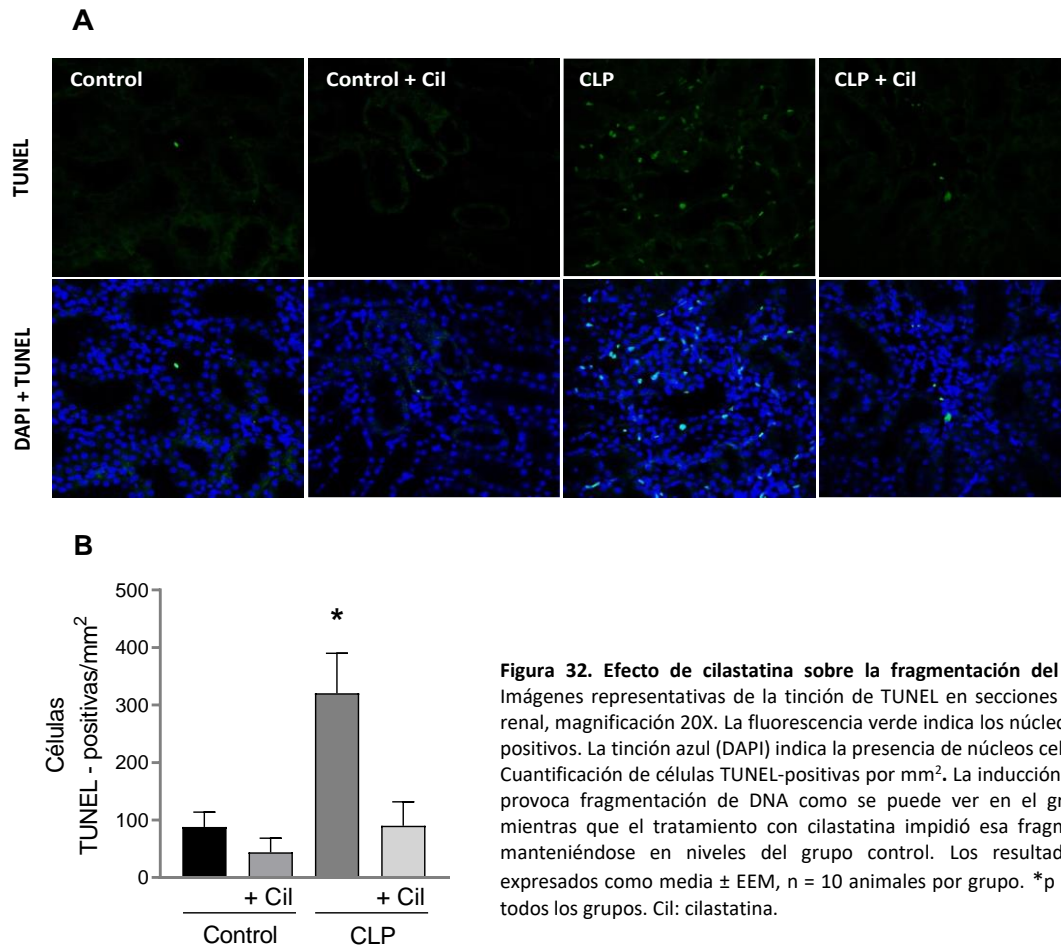 A
Control
Control + Cil
CLP
CLP + Cil
TUNEL
DAPI + TUNEL
B
Células
TUNEL - positivas/mm²
500
400
300
200
100
0
*
+ Cil
+ Cil
Control
CLP
Figura 32. Efecto de cilastatina sobre la fragmentación del
Imágenes representativas de la tinción de TUNEL en secciones
renal, magnificación 20X. La fluorescencia verde indica los
positivos. La tinción azul (DAPI) indica la presencia de núcleos
Cuantificación de células TUNEL-positivas por mm². La inducción
provoca fragmentación de DNA como se puede ver en el
mientras que el tratamiento con cilastatina impidió esa
manteniéndose en niveles del grupo control. Los
expresados como media ± EEM, n = 10 animales por grupo. *p
todos los grupos. Cil: cilastatina.